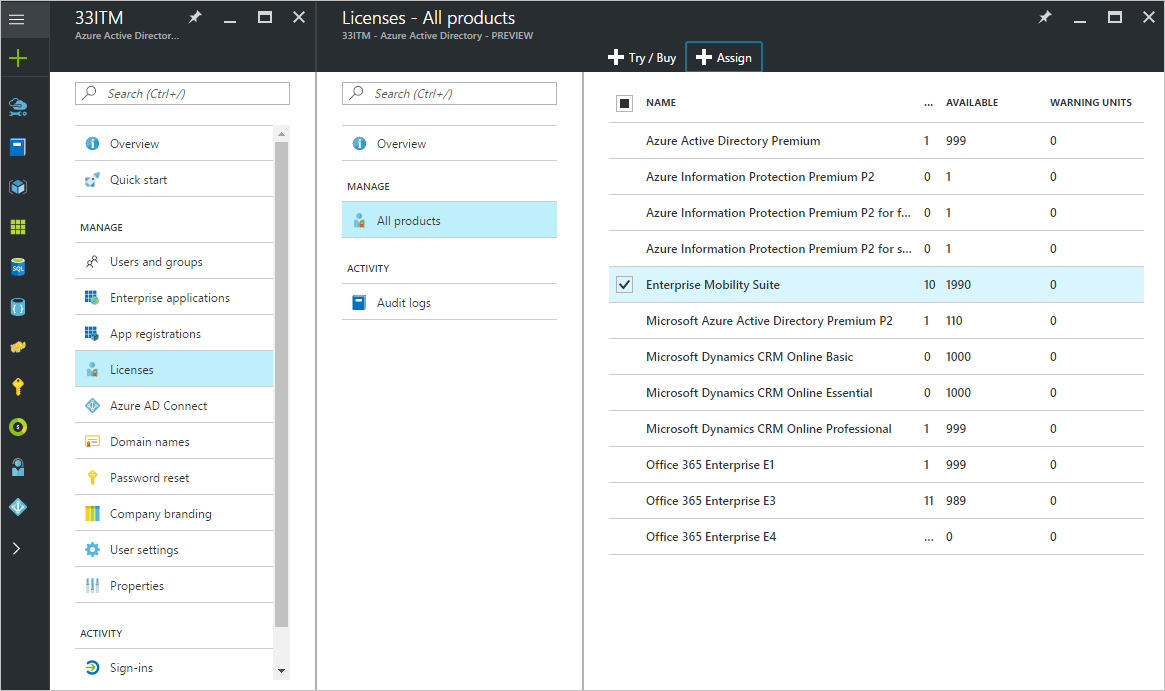 33ITM
Azure Active Director...
Search (Ctrl+/)
Overview
Quick start
MANAGE
Users and groups
Enterprise applications
App registrations
Licenses
Azure AD Connect
Domain names
Password reset
Company branding
User settings
Properties
ACTIVITY
Sign-ins
Licenses - All products
33ITM - Azure Active Directory - PREVIEW
Search (Ctrl+/)
Overview
MANAGE
All products
ACTIVITY
Audit logs
Try / Buy Assign
NAME ... AVAILABLE WARNING UNITS
Azure Active Directory Premium 1 999 0
Azure Information Protection Premium P2 0 1 0
Azure Information Protection Premium P2 for f... 0 1 0
Azure Information Protection Premium P2 for s... 0 1 0
Enterprise Mobility Suite 10 1990 0
Microsoft Azure Active Directory Premium P2 1 110 0
Microsoft Dynamics CRM Online Basic 0 1000 0
Microsoft Dynamics CRM Online Essential 0 1000 0
Microsoft Dynamics CRM Online Professional 1 999 0
Office 365 Enterprise E1 1 999 0
Office 365 Enterprise E3 11 989 0
Office 365 Enterprise E4 ... 0 0
SQL